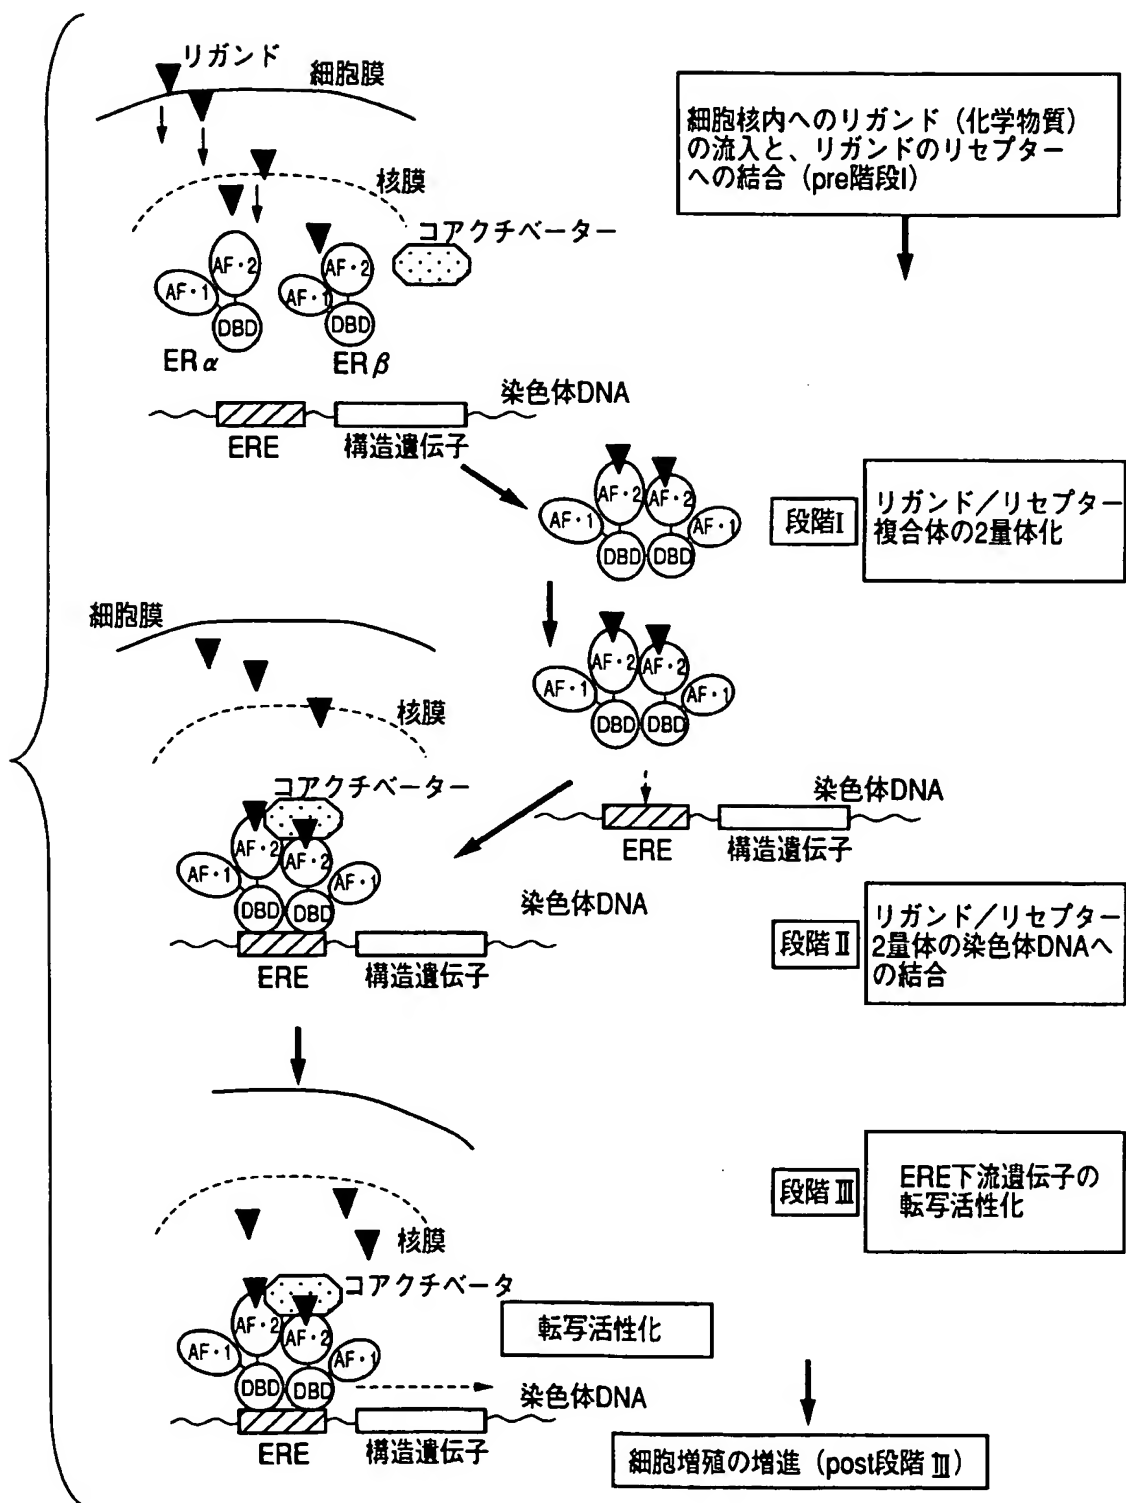 リガンド
細胞膜
細胞核内へのリガンド（化学物質）
の流入と、リガンドのリセプター
への結合（pre階段I）
核膜
コアクチベーター
AF・2
AF・1
DBD
ERα
AF・2
AF・1
DBD
ERβ
染色体DNA
ERE
構造遺伝子
AF・2
AF・2
AF・1
AF・1
DBD
DBD
段階I
リガンド／リセプター
複合体の2量体化
細胞膜
核膜
AF・2
AF・2
AF・1
AF・1
DBD
DBD
染色体DNA
ERE
構造遺伝子
コアクチベーター
AF・2
AF・2
AF・1
AF・1
DBD
DBD
染色体DNA
ERE
構造遺伝子
段階Ⅱ
リガンド／リセプター
2量体の染色体DNAへ
の結合
段階Ⅲ
ERE下流遺伝子の
転写活性化
核膜
コアクチベータ
AF・2
AF・2
AF・1
AF・1
DBD
DBD
転写活性化
染色体DNA
ERE
構造遺伝子
細胞増殖の増進（post段階Ⅲ）